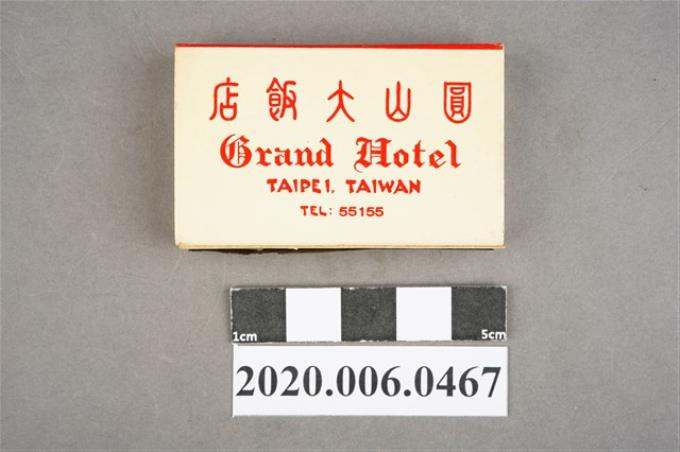 圓山大飯店
Grand Hotel
TAIPEI, TAIWAN
TEL: 55155
1cm 5cm
2020.006.0467